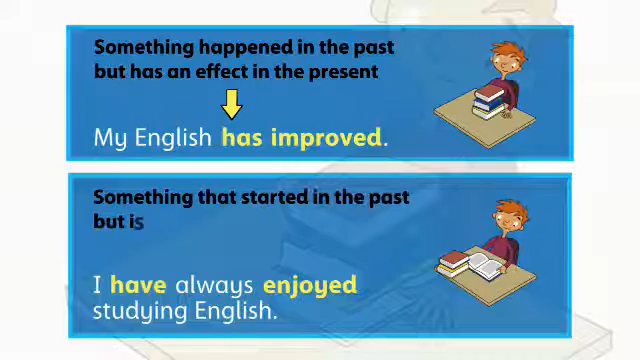 Something happened in the past
but has an effect in the present
My English has improved.
Something that started in the past
but is
I have always enjoyed
studying English.